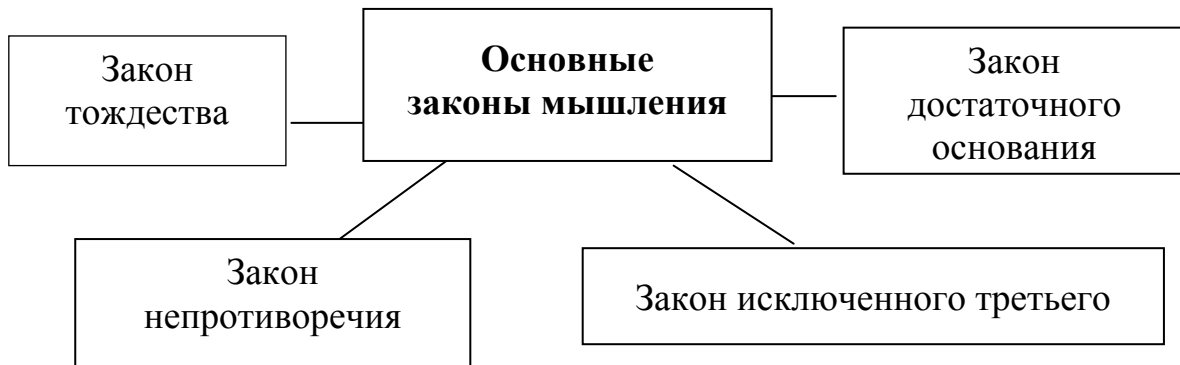 Основные
законы мышления
Закон
тождества
Закон
достаточного
основания
Закон
непротиворечия
Закон исключенного третьего